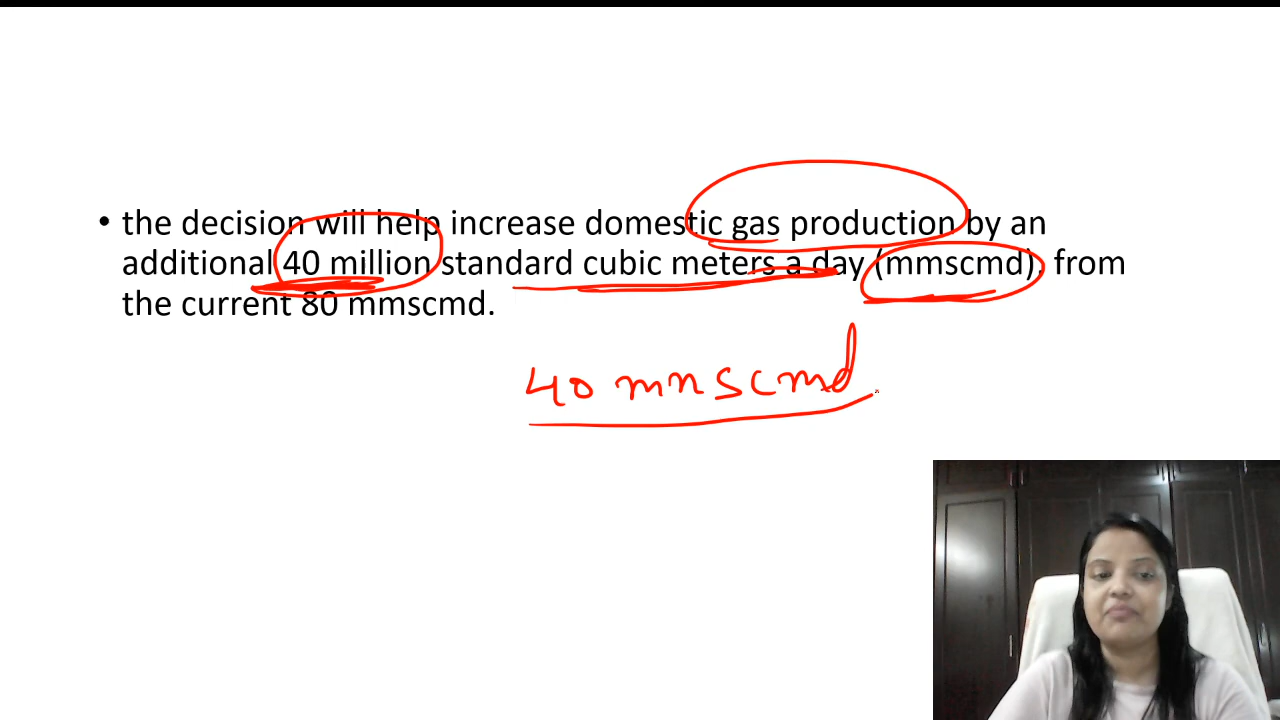 • the decision will help increase domestic gas production by an
additional 40 million standard cubic meters a day (mmscmd), from
the current 80 mmscmd.
40 mnscmd